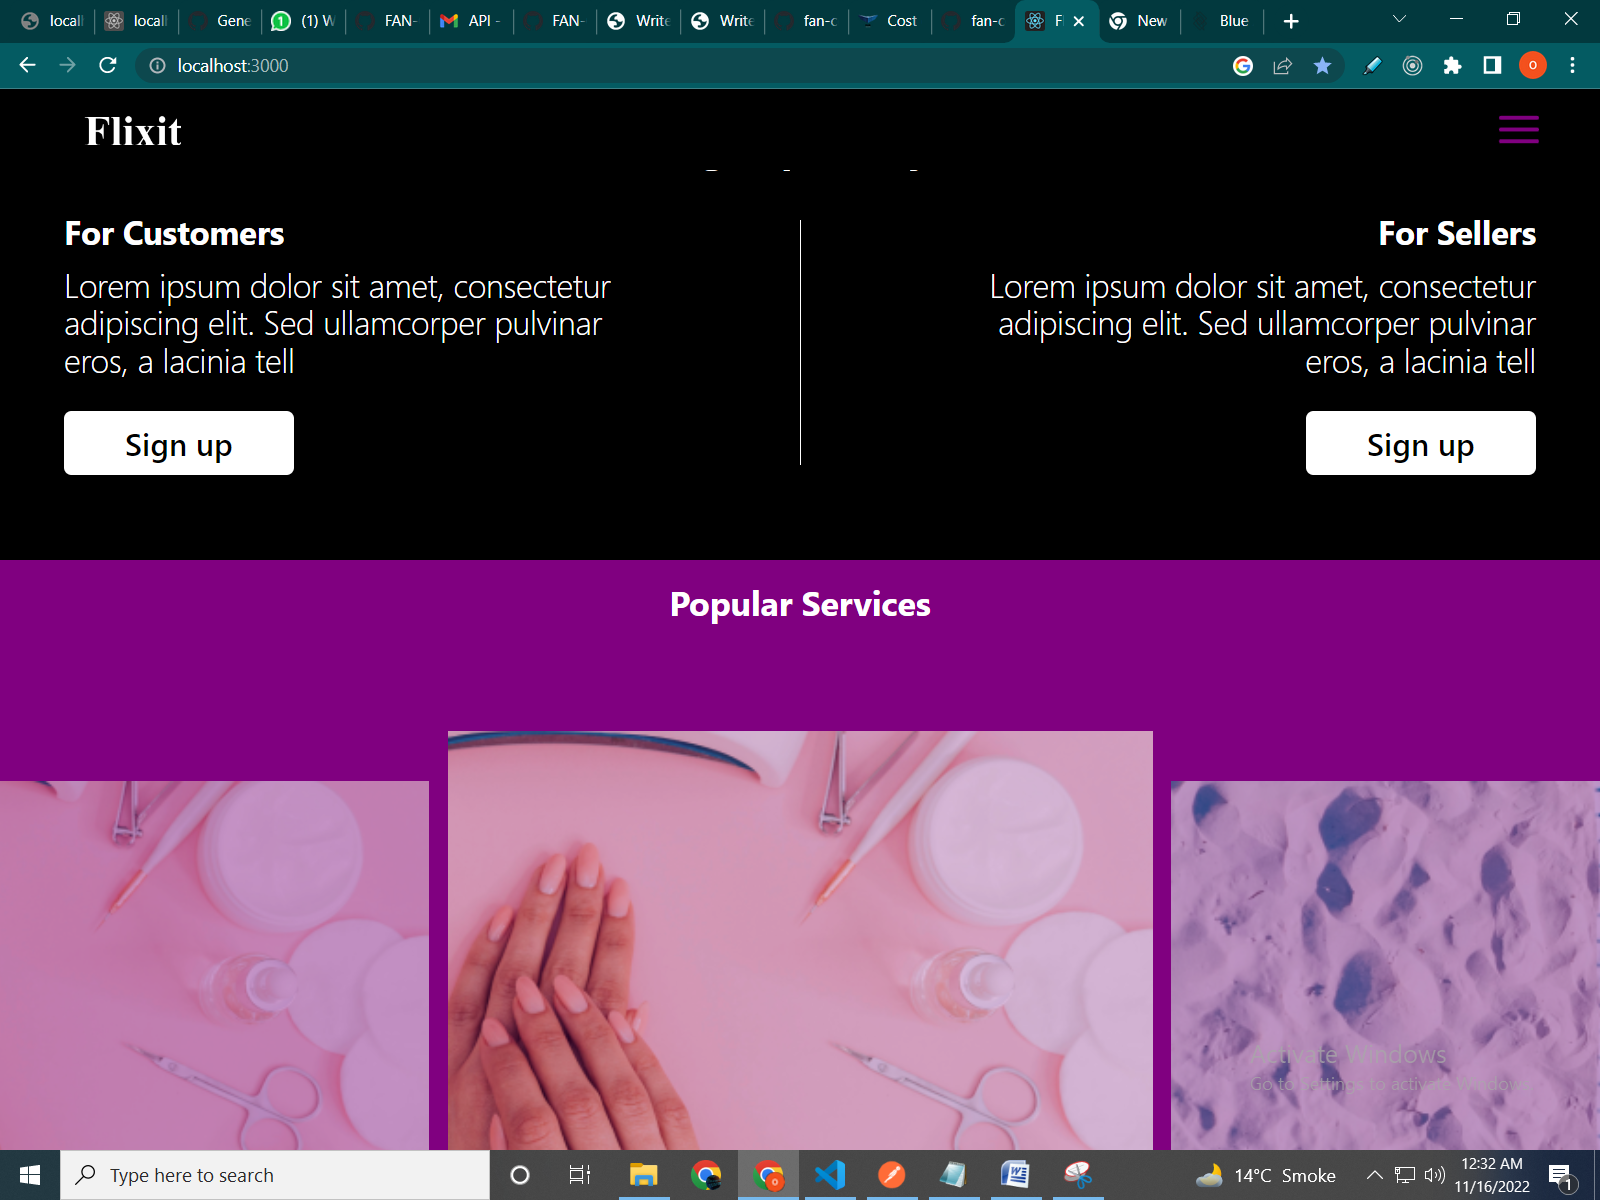 locall
locall
Gene
(1) W
FAN-
API -
FAN-
Write
Write
fan-c
Cost
fan-c
F
New
Blue
localhost:3000
Flixit
For Customers
Lorem ipsum dolor sit amet, consectetur
adipiscing elit. Sed ullamcorper pulvinar
eros, a lacinia tell
Sign up
For Sellers
Lorem ipsum dolor sit amet, consectetur
adipiscing elit. Sed ullamcorper pulvinar
eros, a lacinia tell
Sign up
Popular Services
Activate Windows
Go to Settings to activate Windows.
Type here to search
14°C Smoke
12:32 AM
11/16/2022
1